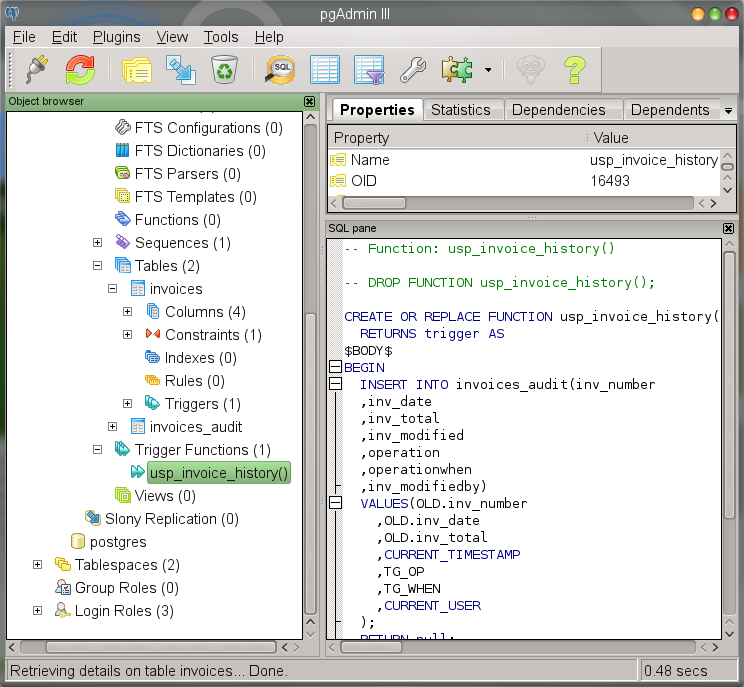 pgAdmin III
File Edit Plugins View Tools Help
SQL
Object browser
FTS Configurations (0)
FTS Dictionaries (0)
FTS Parsers (0)
FTS Templates (0)
Functions (0)
Sequences (1)
Tables (2)
invoices
Columns (4)
Constraints (1)
Indexes (0)
Rules (0)
Triggers (1)
invoices_audit
Trigger Functions (1)
usp_invoice_history()
Views (0)
Slony Replication (0)
postgres
Tablespaces (2)
Group Roles (0)
Login Roles (3)
Properties Statistics Dependencies Dependents
Property Value
Name usp_invoice_history
OID 16493
SQL pane
-- Function: usp_invoice_history()
-- DROP FUNCTION usp_invoice_history();
CREATE OR REPLACE FUNCTION usp_invoice_history(
RETURNS trigger AS
$BODY$
BEGIN
INSERT INTO invoices_audit(inv_number
,inv_date
,inv_total
,inv_modified
,operation
,operationwhen
,inv_modifiedby)
VALUES(OLD.inv_number
,OLD.inv_date
,OLD.inv_total
,CURRENT_TIMESTAMP
,TG_OP
,TG_WHEN
,CURRENT_USER
);
RETURN null;
Retrieving details on table invoices... Done. 0.48 secs